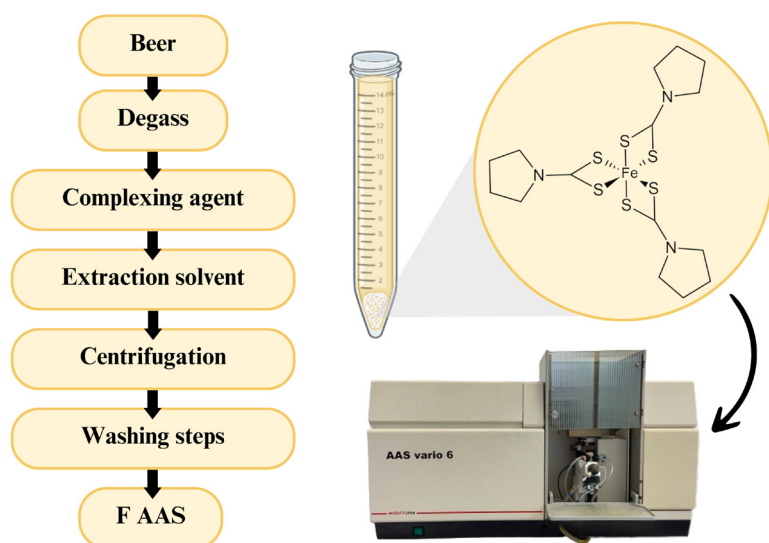 Beer
Degass
Complexing agent
Extraction solvent
Centrifugation
Washing steps
F AAS
14 mL
13
12
11
10
9
8
7
6
5
4
3
2
N
S
S
N
S
S
Fe
S
S
N
AAS vario 6
analytik jena